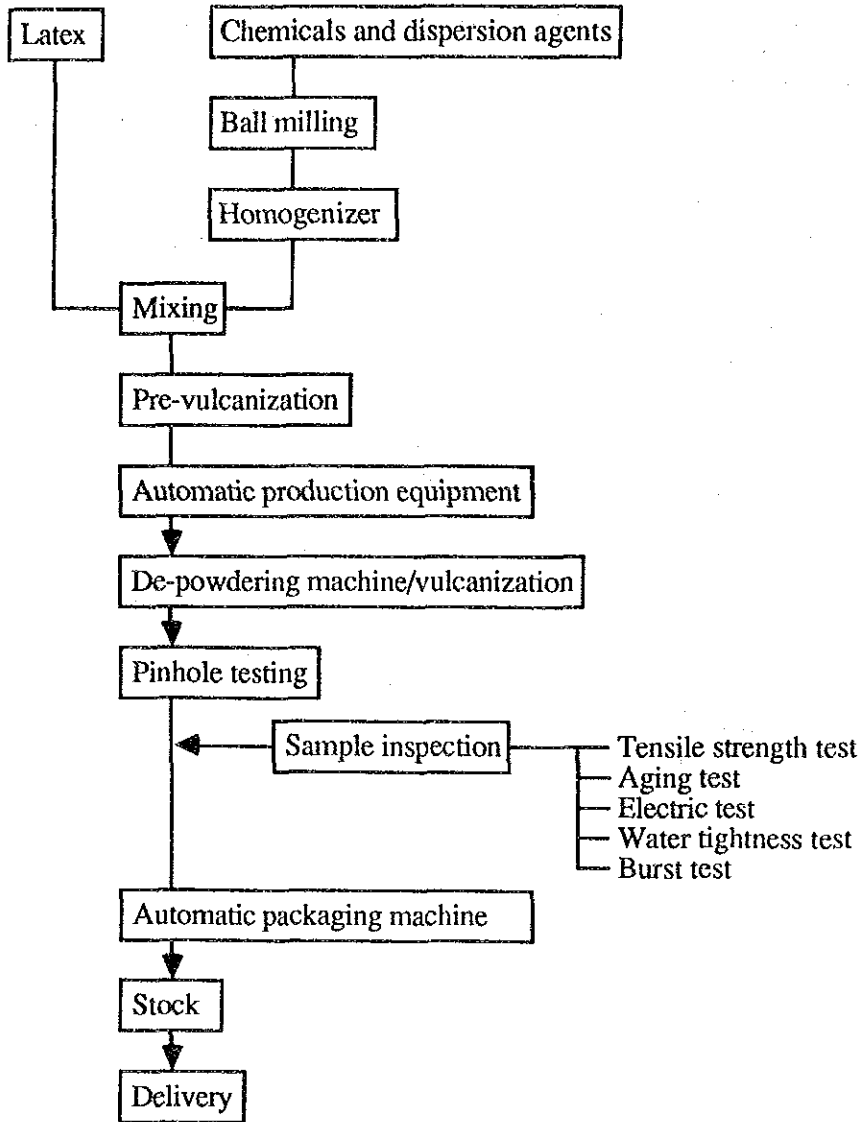 Latex
Chemicals and dispersion agents
Ball milling
Homogenizer
Mixing
Pre-vulcanization
Automatic production equipment
De-powdering machine/vulcanization
Pinhole testing
Sample inspection
Tensile strength test
Aging test
Electric test
Water tightness test
Burst test
Automatic packaging machine
Stock
Delivery